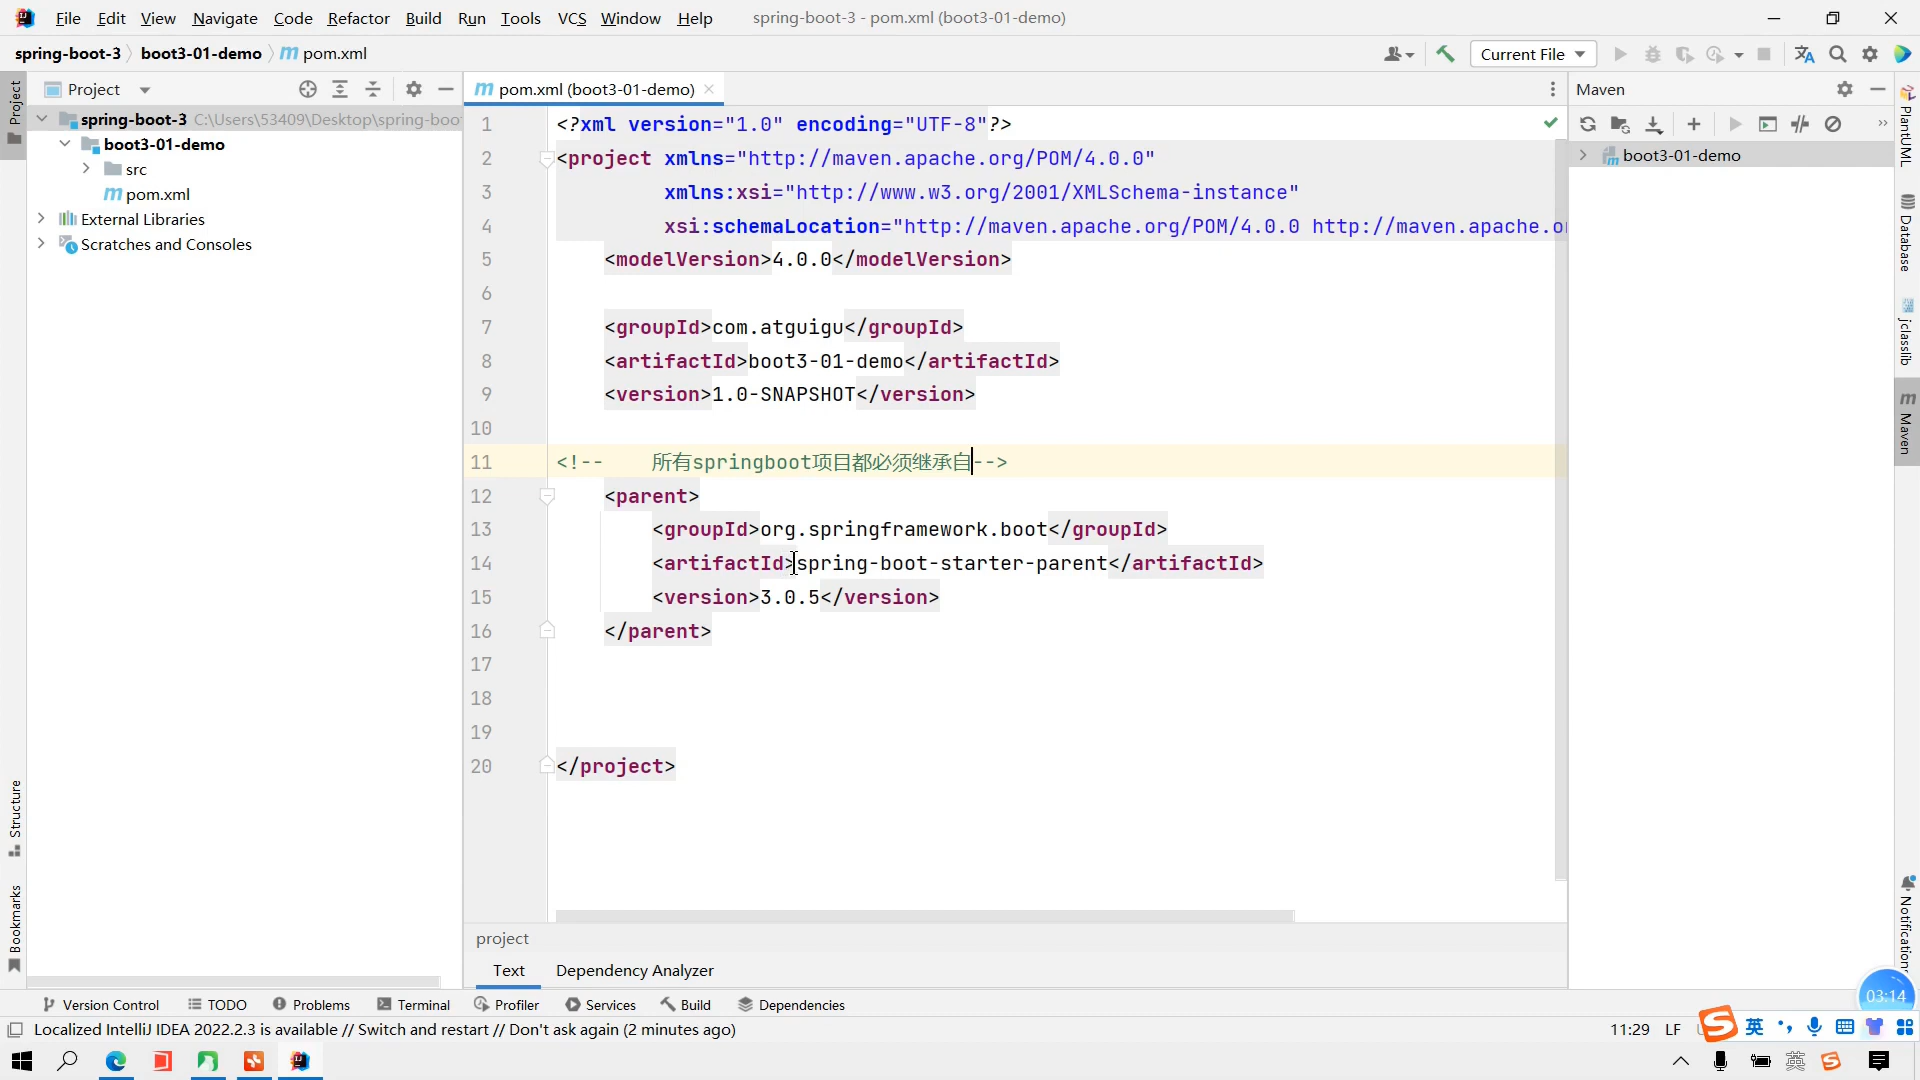 File Edit View Navigate Code Refactor Build Run Tools VCS Window Help spring-boot-3 - pom.xml (boot3-01-demo)
spring-boot-3 boot3-01-demo pom.xml Current File
Project
spring-boot-3 C:\Users\53409\Desktop\spring-boo
boot3-01-demo
src
pom.xml
External Libraries
Scratches and Consoles
pom.xml (boot3-01-demo)
1 <?xml version="1.0" encoding="UTF-8"?>
2 <project xmlns="http://maven.apache.org/POM/4.0.0"
3 xmlns:xsi="http://www.w3.org/2001/XMLSchema-instance"
4 xsi:schemaLocation="http://maven.apache.org/POM/4.0.0 http://maven.apache.o
5 <modelVersion>4.0.0</modelVersion>
6
7 <groupId>com.atguigu</groupId>
8 <artifactId>boot3-01-demo</artifactId>
9 <version>1.0-SNAPSHOT</version>
10
11 <!-- 所有springboot项目都必须继承自-->
12 <parent>
13 <groupId>org.springframework.boot</groupId>
14 <artifactId>spring-boot-starter-parent</artifactId>
15 <version>3.0.5</version>
16 </parent>
17
18
19
20 </project>
project
Text Dependency Analyzer
Maven
boot3-01-demo
Project
Structure
Bookmarks
PlantUML
Database
jclasslib
Maven
Notifications
Version Control TODO Problems Terminal Profiler Services Build Dependencies
Localized IntelliJ IDEA 2022.2.3 is available // Switch and restart // Don't ask again (2 minutes ago)
11:29 LF
03:14
英
英